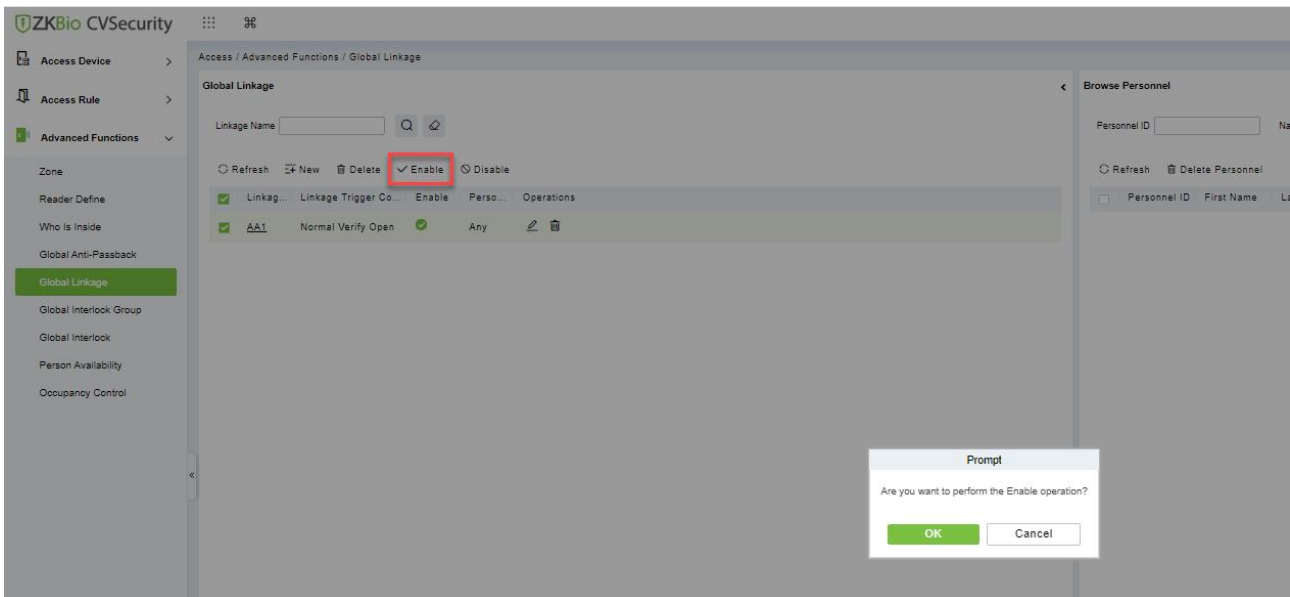 ZKBio CVSecurity
Access Device
Access Rule
Advanced Functions
Zone
Reader Define
Who Is Inside
Global Anti-Passback
Global Linkage
Global Interlock Group
Global Interlock
Person Availability
Occupancy Control
Access / Advanced Functions / Global Linkage
Global Linkage
Linkage Name
Refresh New Delete Enable Disable
Linkag... Linkage Trigger Co... Enable Perso... Operations
AA1 Normal Verify Open Any
Browse Personnel
Personnel ID Na
Refresh Delete Personnel
Personnel ID First Name La
Prompt
Are you want to perform the Enable operation?
OK Cancel